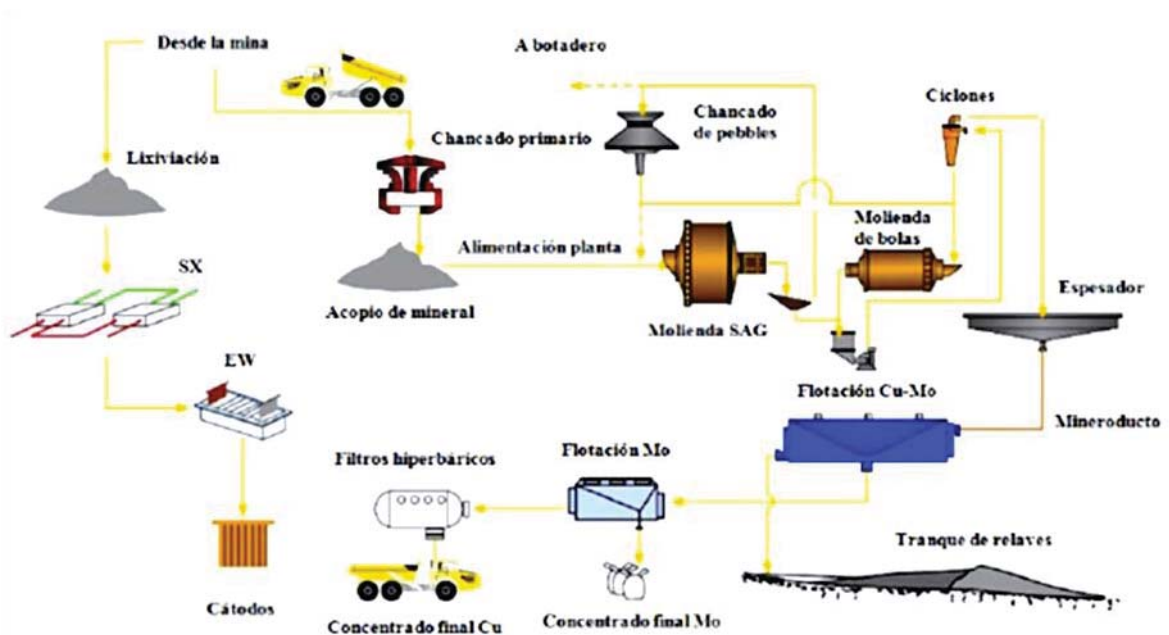 Desde la mina
A botadero
Ciclones
Chancado
de pebbles
Chancado primario
Lixiviación
Molienda
de bolas
Alimentación planta
SX
Espesador
Acopio de mineral
Molienda SAG
EW
Flotación Cu-Mo
Mineroducto
Filtros hiperbáricos
Flotación Mo
Tranque de relaves
Cátodos
Concentrado final Cu
Concentrado final Mo